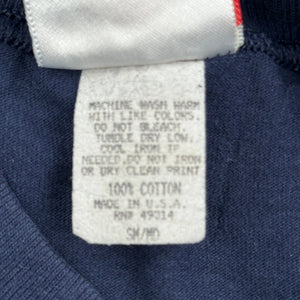 MACHINE WASH WARM
WITH LIKE COLORS.
DO NOT BLEACH.
TUMBLE DRY LOW.
COOL IRON IF
NEEDED.DO NOT IRON
OR DRY CLEAN PRINT
100% COTTON
MADE IN U.S.A.
RN# 49314
SM/MD